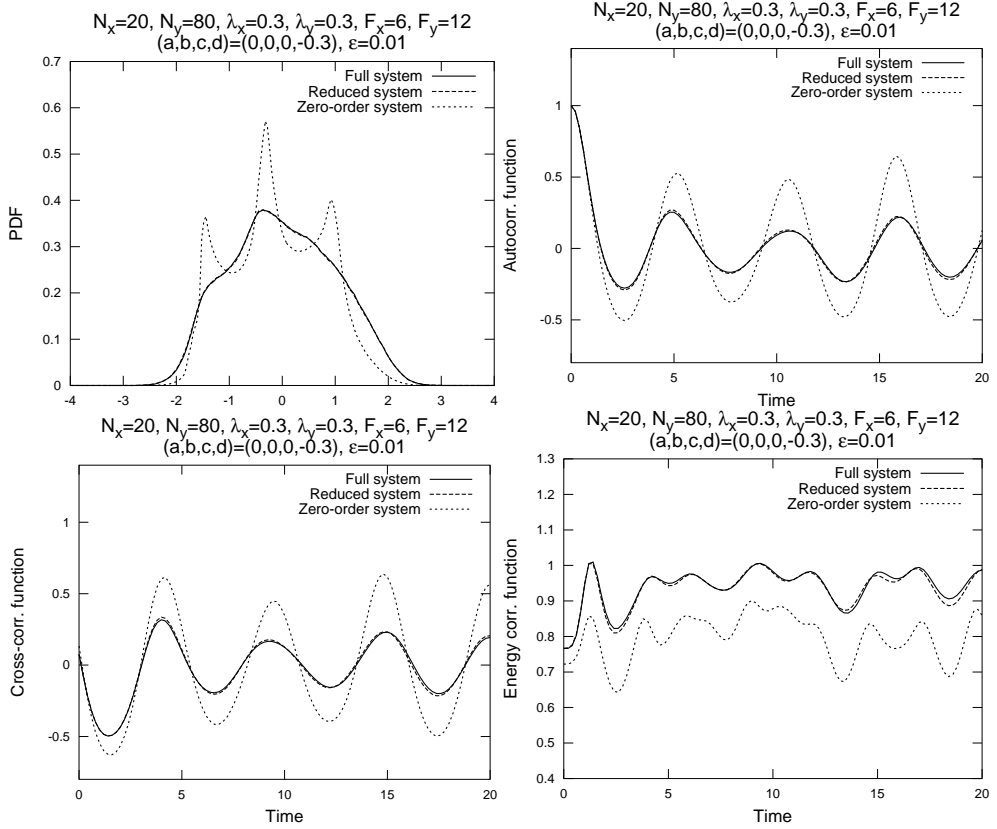 N_x=20, N_y=80, λ_x=0.3, λ_y=0.3, F_x=6, F_y=12
(a,b,c,d)=(0,0,0,-0.3), ε=0.01
Full system
Reduced system
Zero-order system
PDF
0.7
0.6
0.5
0.4
0.3
0.2
0.1
0
-4
-3
-2
-1
0
1
2
3
4
N_x=20, N_y=80, λ_x=0.3, λ_y=0.3, F_x=6, F_y=12
(a,b,c,d)=(0,0,0,-0.3), ε=0.01
Full system
Reduced system
Zero-order system
Autocorr. function
1
0.5
0
-0.5
0
5
10
15
20
Time
N_x=20, N_y=80, λ_x=0.3, λ_y=0.3, F_x=6, F_y=12
(a,b,c,d)=(0,0,0,-0.3), ε=0.01
Full system
Reduced system
Zero-order system
Cross-corr. function
1
0.5
0
-0.5
0
5
10
15
20
Time
N_x=20, N_y=80, λ_x=0.3, λ_y=0.3, F_x=6, F_y=12
(a,b,c,d)=(0,0,0,-0.3), ε=0.01
Full system
Reduced system
Zero-order system
Energy corr. function
1.3
1.2
1.1
1
0.9
0.8
0.7
0.6
0.5
0.4
0
5
10
15
20
Time